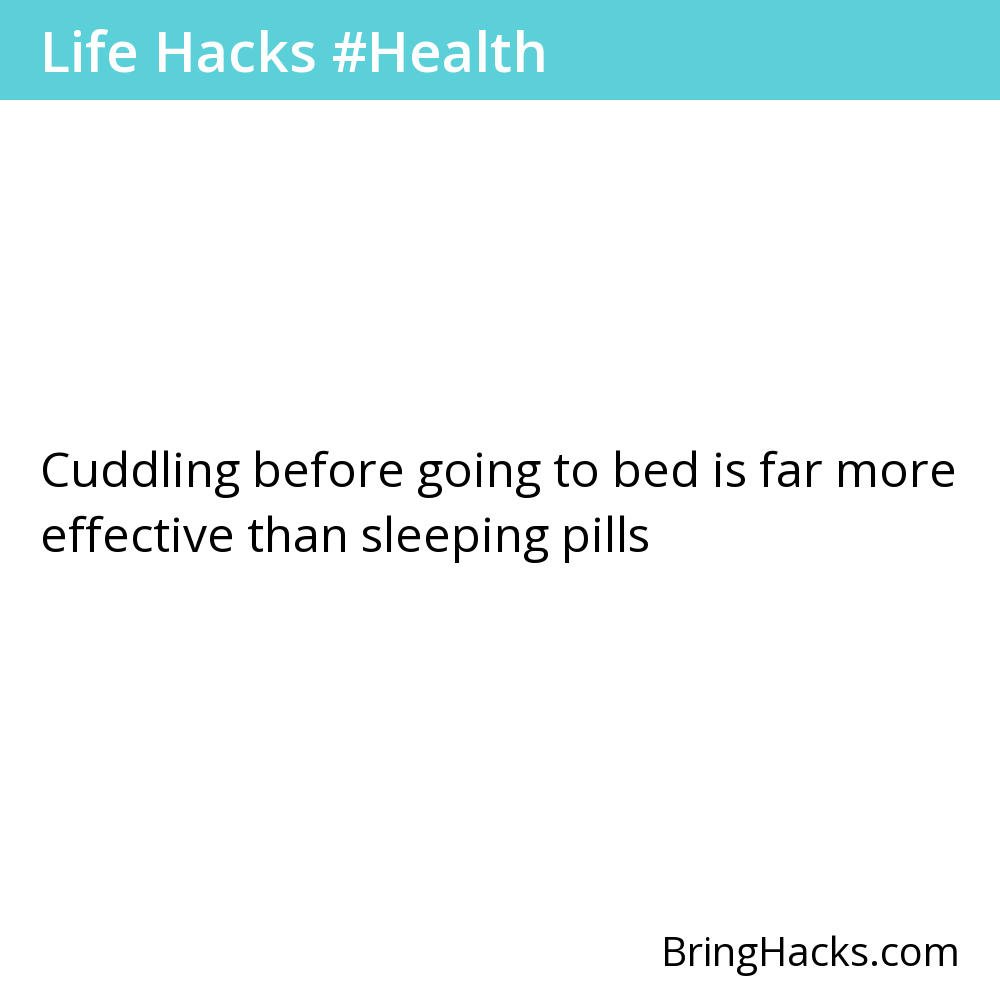 Life Hacks #Health
Cuddling before going to bed is far more
effective than sleeping pills
BringHacks.com